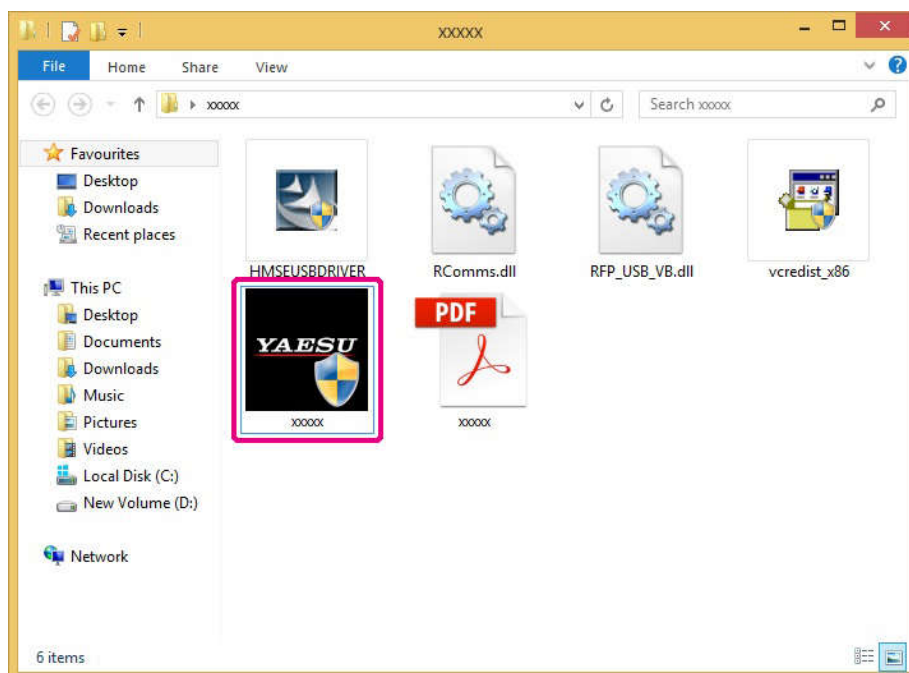 xxxxx
File Home Share View
xxxxx
Search xxxxx
Favourites
Desktop
Downloads
Recent places
This PC
Desktop
Documents
Downloads
Music
Pictures
Videos
Local Disk (C:)
New Volume (D:)
Network
HMSEUSBDRIVER
RComms.dll
RFP_USB_VB.dll
vcredist_x86
YAESU
xxxxx
PDF
xxxxx
6 items